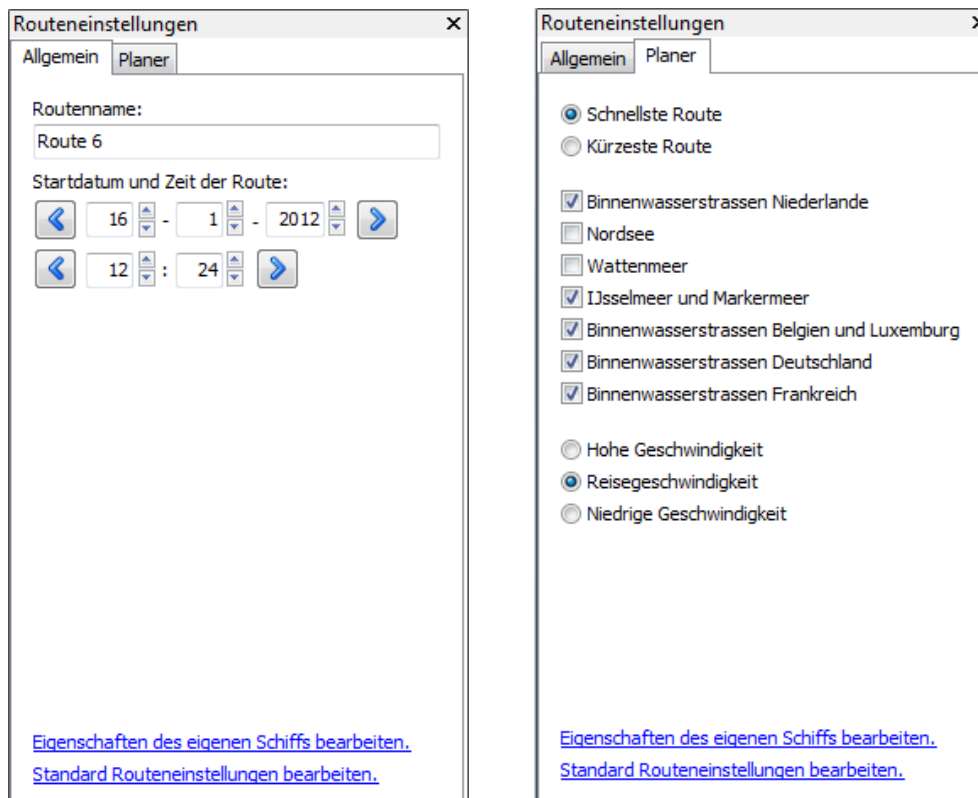 Routeneinstellungen
Allgemein Planer
Routenname:
Route 6
Startdatum und Zeit der Route:
16 - 1 - 2012
12 : 24
Eigenschaften des eigenen Schiffs bearbeiten.
Standard Routeneinstellungen bearbeiten.
Routeneinstellungen
Allgemein Planer
Schnellste Route
Kürzeste Route
Binnenwasserstrassen Niederlande
Nordsee
Wattenmeer
IJsselmeer und Markermeer
Binnenwasserstrassen Belgien und Luxemburg
Binnenwasserstrassen Deutschland
Binnenwasserstrassen Frankreich
Hohe Geschwindigkeit
Reisegeschwindigkeit
Niedrige Geschwindigkeit
Eigenschaften des eigenen Schiffs bearbeiten.
Standard Routeneinstellungen bearbeiten.